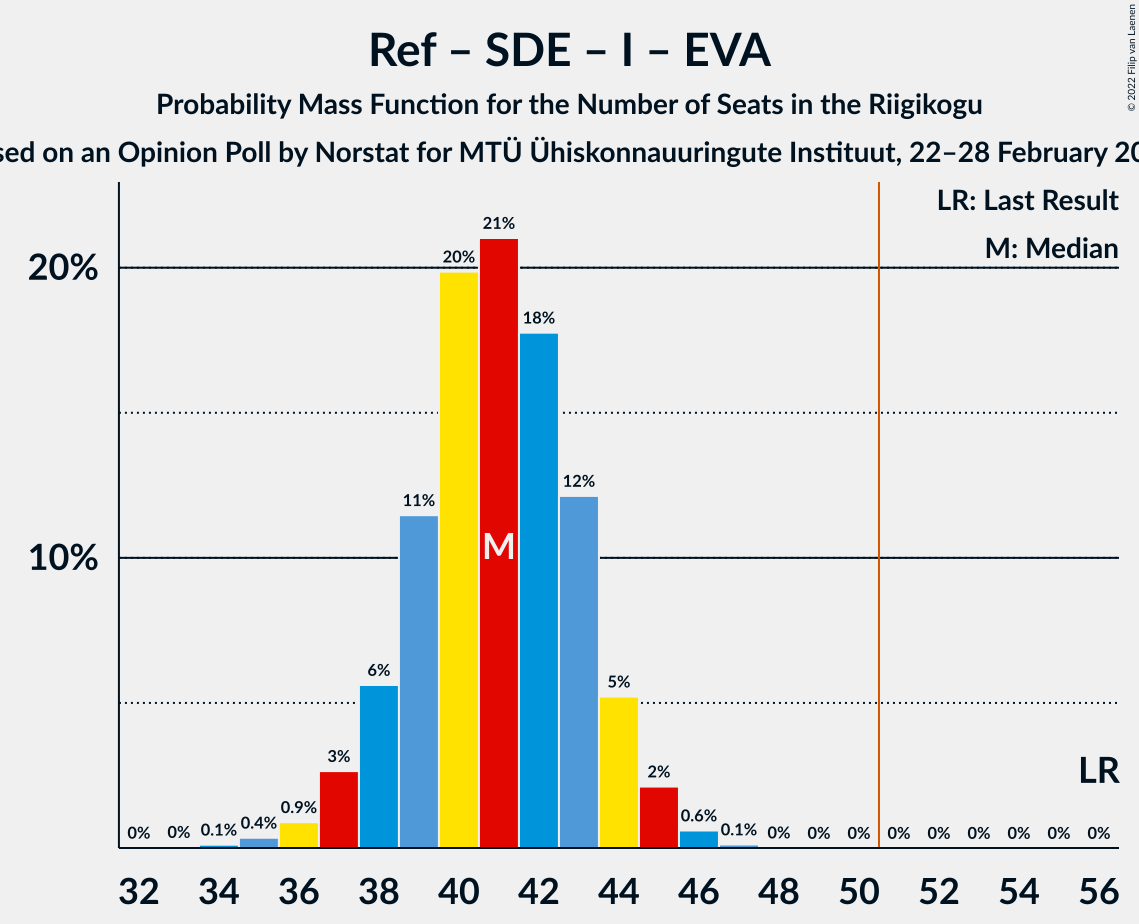 Ref – SDE – I – EVA
Probability Mass Function for the Number of Seats in the Riigikogu
sed on an Opinion Poll by Norstat for MTÜ Ühiskonnauuringute Instituut, 22–28 February 20
© 2022 Filip van Laenen
LR: Last Result
M: Median
20%
10%
0% 0% 0.1% 0.4% 0.9% 3% 6% 11% 20% 21% 18% 12% 5% 2% 0.6% 0.1% 0% 0% 0% 0% 0% 0% 0% 0% 0%
M
LR
32 34 36 38 40 42 44 46 48 50 52 54 56